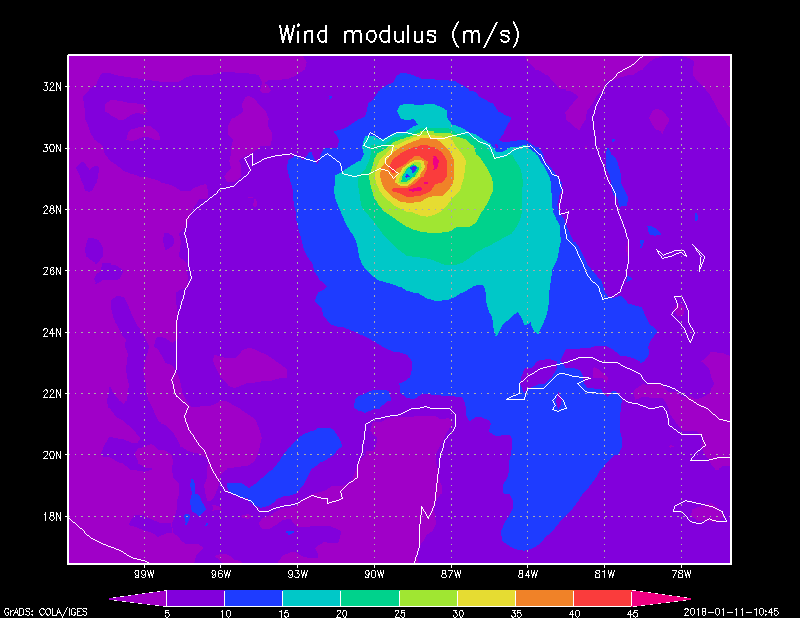 Wind modulus (m/s)
32N
30N
28N
26N
24N
22N
20N
18N
99W 96W 93W 90W 87W 84W 81W 78W
5 10 15 20 25 30 35 40 45
GrADS: COLA/IGES 2018-01-11-10:45